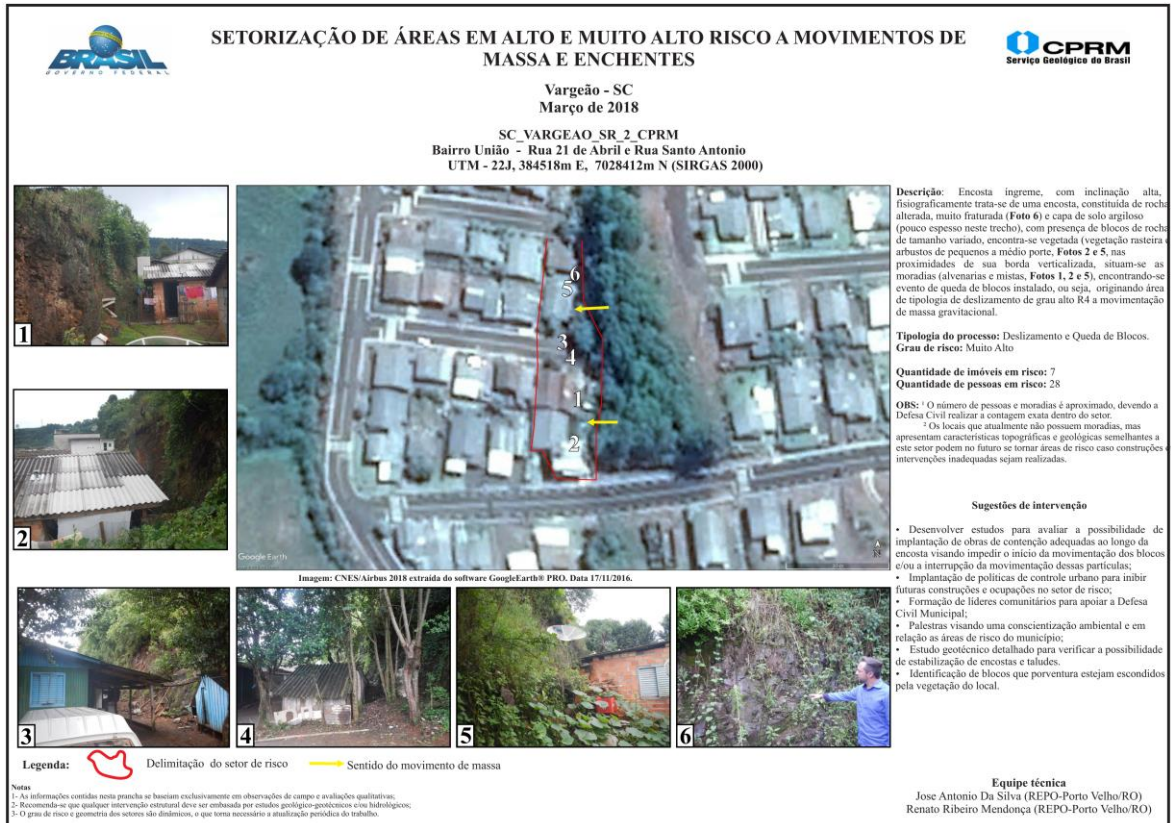 BRASIL
GOVERNO FEDERAL
SETORIZAÇÃO DE ÁREAS EM ALTO E MUITO ALTO RISCO A MOVIMENTOS DE
MASSA E ENCHENTES
CPRM
Serviço Geológico do Brasil
Vargeão - SC
Março de 2018
SC_VARGEAO_SR_2_CPRM
Bairro União - Rua 21 de Abril e Rua Santo Antonio
UTM - 22J, 384518m E, 7028412m N (SIRGAS 2000)
1
2
6
5
3
4
1
2
Google Earth
N
Imagem: CNES/Airbus 2018 extraída do software GoogleEarth® PRO. Data 17/11/2016.
Descrição: Encosta ingreme, com inclinação alta,
fisiograficamente trata-se de uma encosta, constituída de rocha
alterada, muito fraturada (Foto 6) e capa de solo argiloso
(pouco espesso neste trecho), com presença de blocos de rocha
de tamanho variado, encontra-se vegetada (vegetação rasteira
arbustos de pequenos a médio porte, Fotos 2 e 5, nas
proximidades de sua borda verticalizada, situam-se as
moradias (alvenarias e mistas, Fotos 1, 2 e 5), encontrando-se
evento de queda de blocos instalado, ou seja, originando área
de tipologia de deslizamento de grau alto R4 a movimentação
de massa gravitacional.
Tipologia do processo: Deslizamento e Queda de Blocos.
Grau de risco: Muito Alto
Quantidade de imóveis em risco: 7
Quantidade de pessoas em risco: 28
OBS: ¹ O número de pessoas e moradias é aproximado, devendo a
Defesa Civil realizar a contagem exata dentro do setor.
² Os locais que atualmente não possuem moradias, mas
apresentam características topográficas e geológicas semelhantes a
este setor podem no futuro se tornar áreas de risco caso construções
intervenções inadequadas sejam realizadas.
Sugestões de intervenção
• Desenvolver estudos para avaliar a possibilidade de
implantação de obras de contenção adequadas ao longo da
encosta visando impedir o início da movimentação dos blocos
e/ou a interrupção da movimentação dessas partículas;
• Implantação de políticas de controle urbano para inibir
futuras construções e ocupações no setor de risco;
• Formação de líderes comunitários para apoiar a Defesa
Civil Municipal;
• Palestras visando uma conscientização ambiental e em
relação as áreas de risco do município;
• Estudo geotécnico detalhado para verificar a possibilidade
de estabilização de encostas e taludes.
• Identificação de blocos que porventura estejam escondidos
pela vegetação do local.
3
4
5
6
Legenda: Delimitação do setor de risco Sentido do movimento de massa
Notas
1- As informações contidas nesta prancha se baseiam exclusivamente em observações de campo e avaliações qualitativas;
2- Recomenda-se que qualquer intervenção estrutural deve ser embasada por estudos geológico-geotécnicos e/ou hidrológicos;
3- O grau de risco e geometria dos setores são dinâmicos, o que torna necessário a atualização periódica do trabalho.
Equipe técnica
Jose Antonio Da Silva (REPO-Porto Velho/RO)
Renato Ribeiro Mendonça (REPO-Porto Velho/RO)